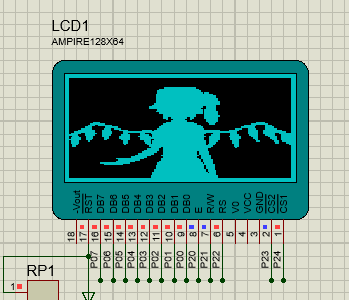 LCD1
AMPIRE128X64
-Vout
RST
DB7
DB6
DB5
DB4
DB3
DB2
DB1
DB0
E
R/W
RS
V0
VCC
GND
CS2
CS1
18
17
16
15
14
13
12
11
10
9
8
7
6
5
4
3
2
1
P07
P06
P05
P04
P03
P02
P01
P00
P20
P21
P22
P23
P24
RP1
1